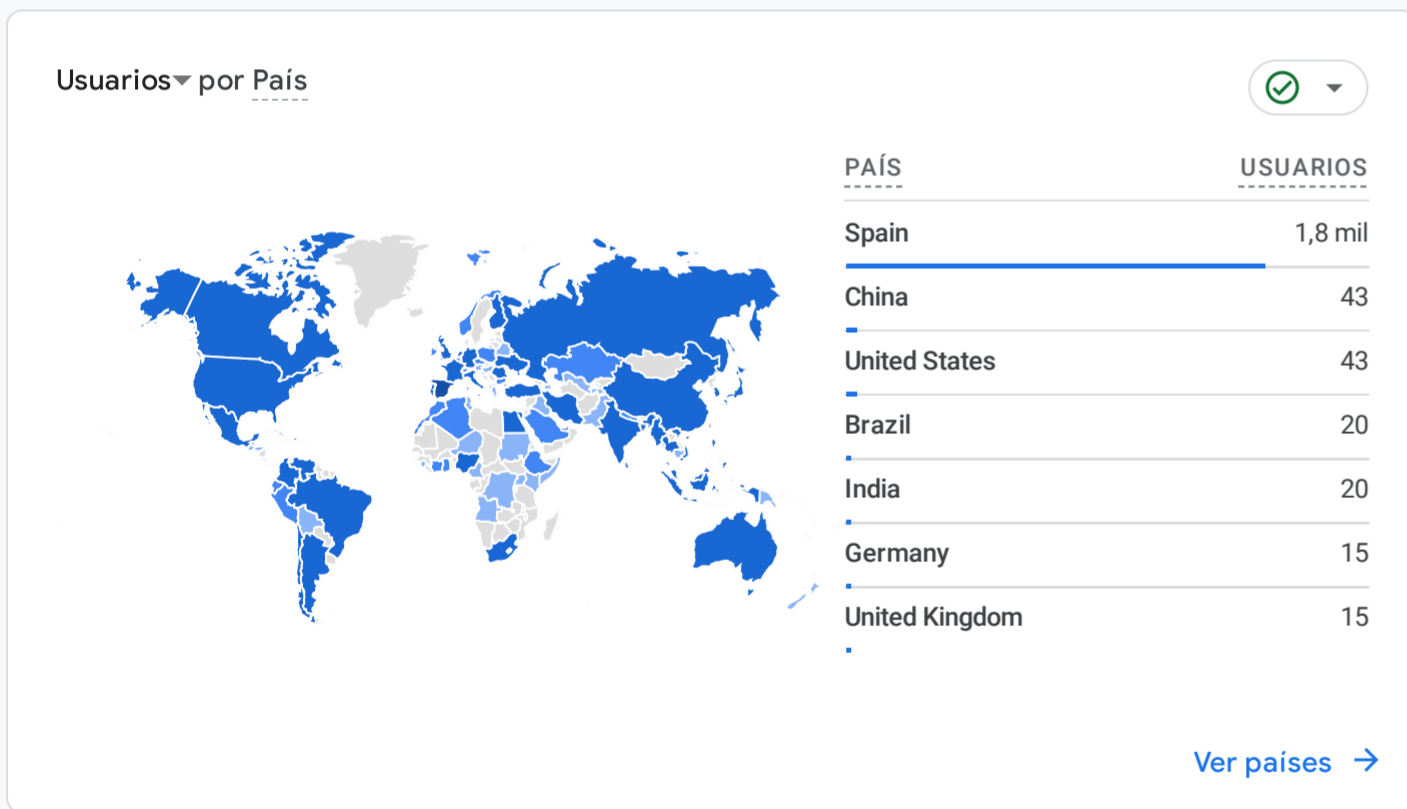 Usuarios por País
PAÍS USUARIOS
Spain 1,8 mil
China 43
United States 43
Brazil 20
India 20
Germany 15
United Kingdom 15
Ver países